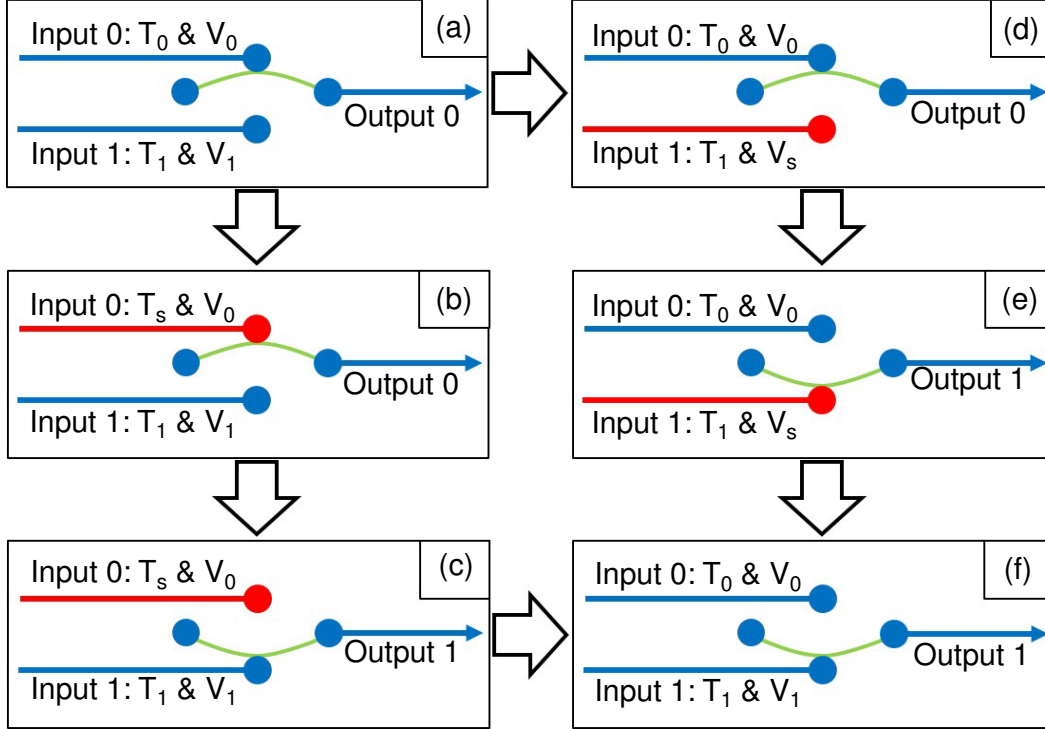 (a)
Input 0: T₀ & V₀
Output 0
Input 1: T₁ & V₁
(d)
Input 0: T₀ & V₀
Output 0
Input 1: T₁ & Vₛ
(b)
Input 0: Tₛ & V₀
Output 0
Input 1: T₁ & V₁
(e)
Input 0: T₀ & V₀
Output 1
Input 1: T₁ & Vₛ
(c)
Input 0: Tₛ & V₀
Output 1
Input 1: T₁ & V₁
(f)
Input 0: T₀ & V₀
Output 1
Input 1: T₁ & V₁